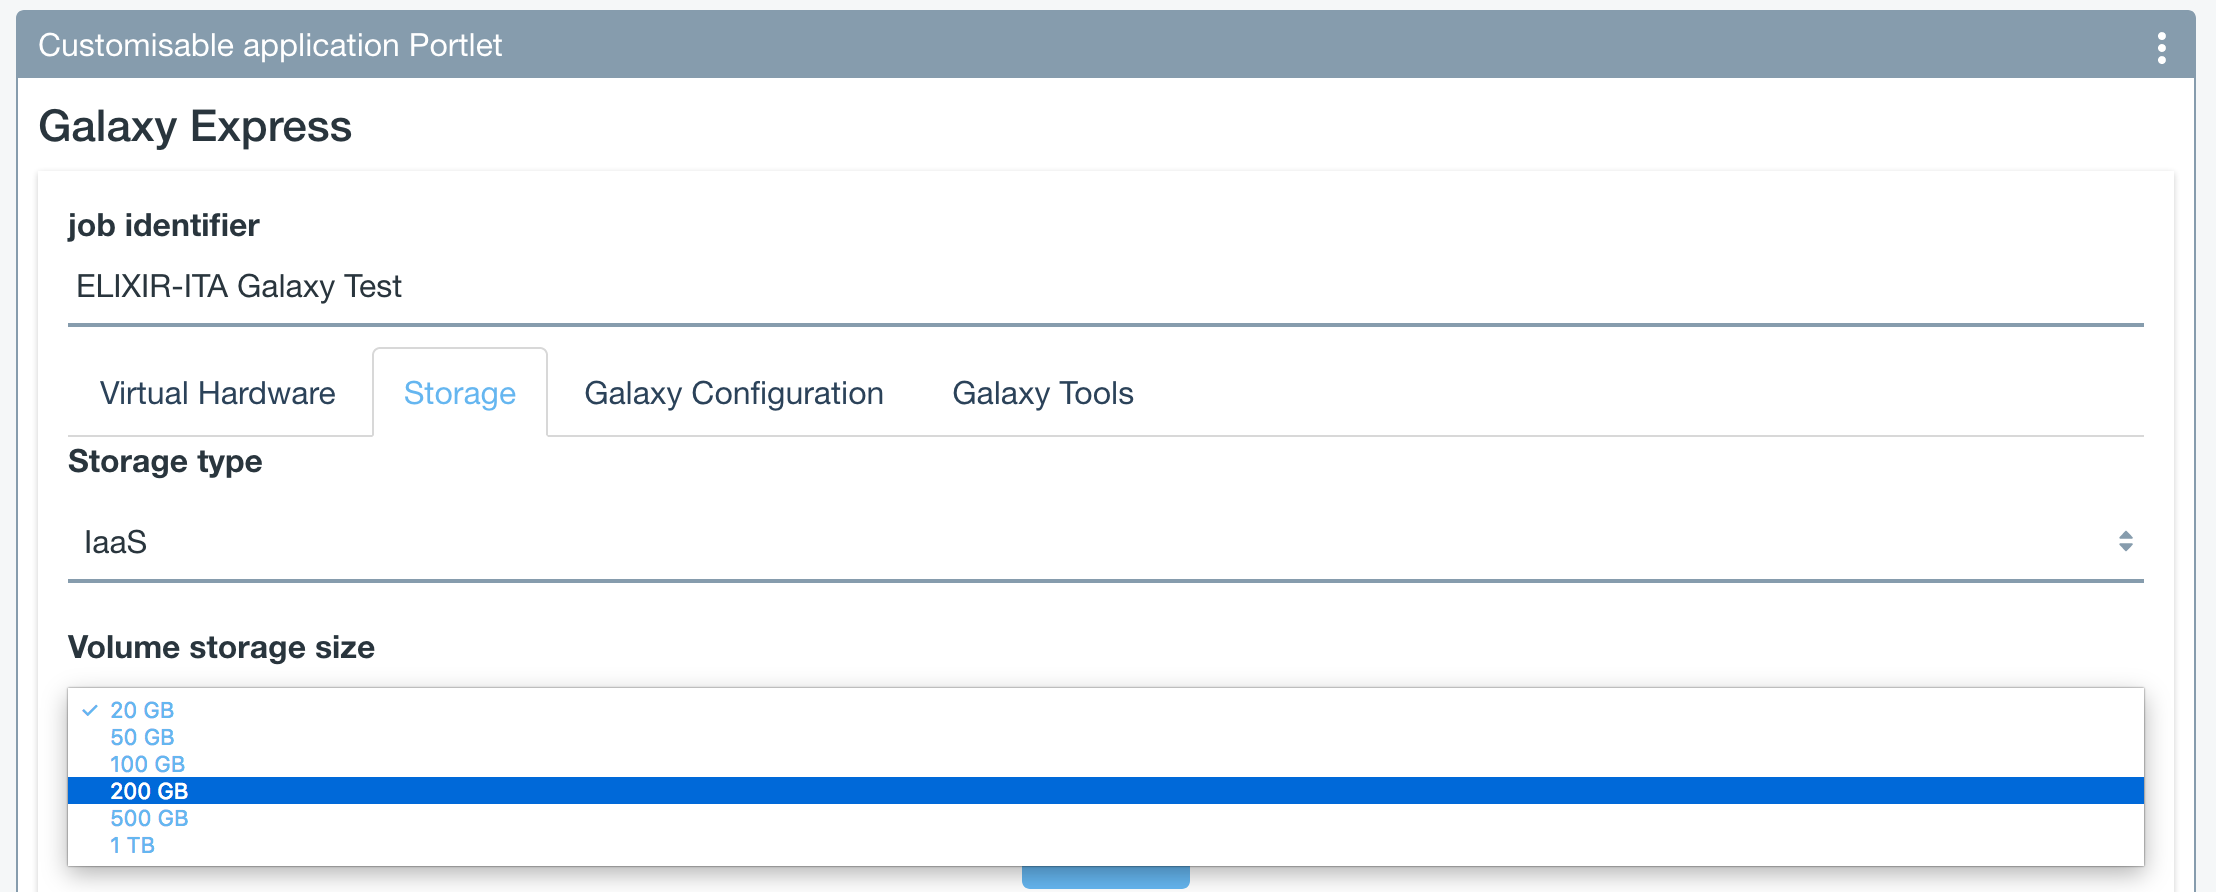 Customisable application Portlet
Galaxy Express
job identifier
ELIXIR-ITA Galaxy Test
Virtual Hardware Storage Galaxy Configuration Galaxy Tools
Storage type
IaaS
Volume storage size
20 GB
50 GB
100 GB
200 GB
500 GB
1 TB